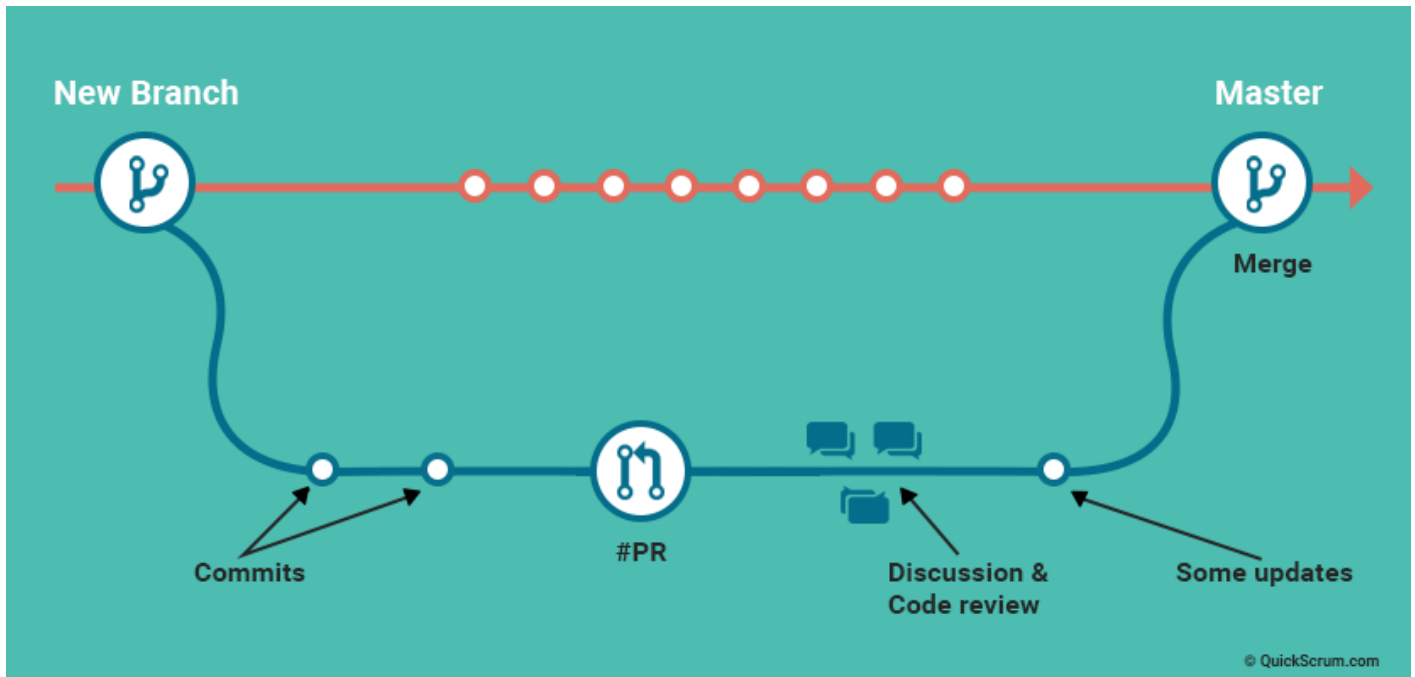 New Branch
Master
Merge
Commits
#PR
Discussion &
Code review
Some updates
© QuickScrum.com